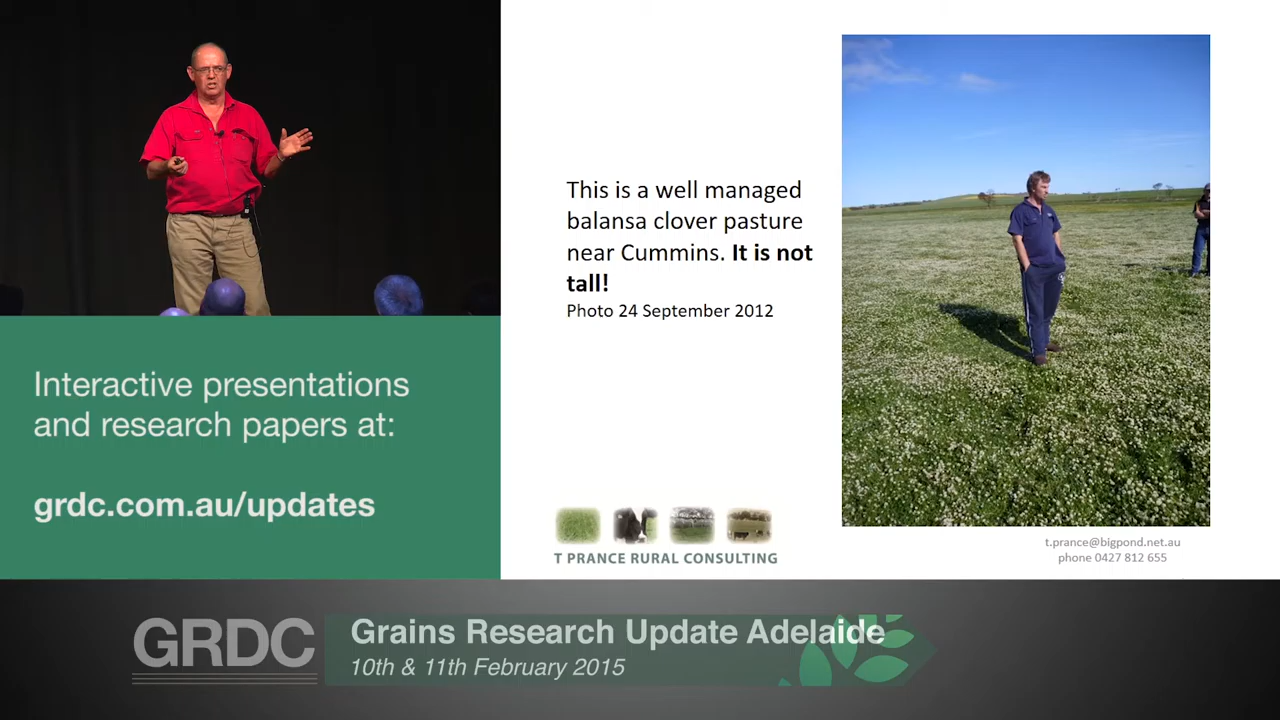 This is a well managed
balansa clover pasture
near Cummins. It is not
tall!
Photo 24 September 2012
Interactive presentations
and research papers at:
grdc.com.au/updates
T PRANCE RURAL CONSULTING
t.prance@bigpond.net.au
phone 0427 812 655
GRDC
Grains Research Update Adelaide
10th & 11th February 2015